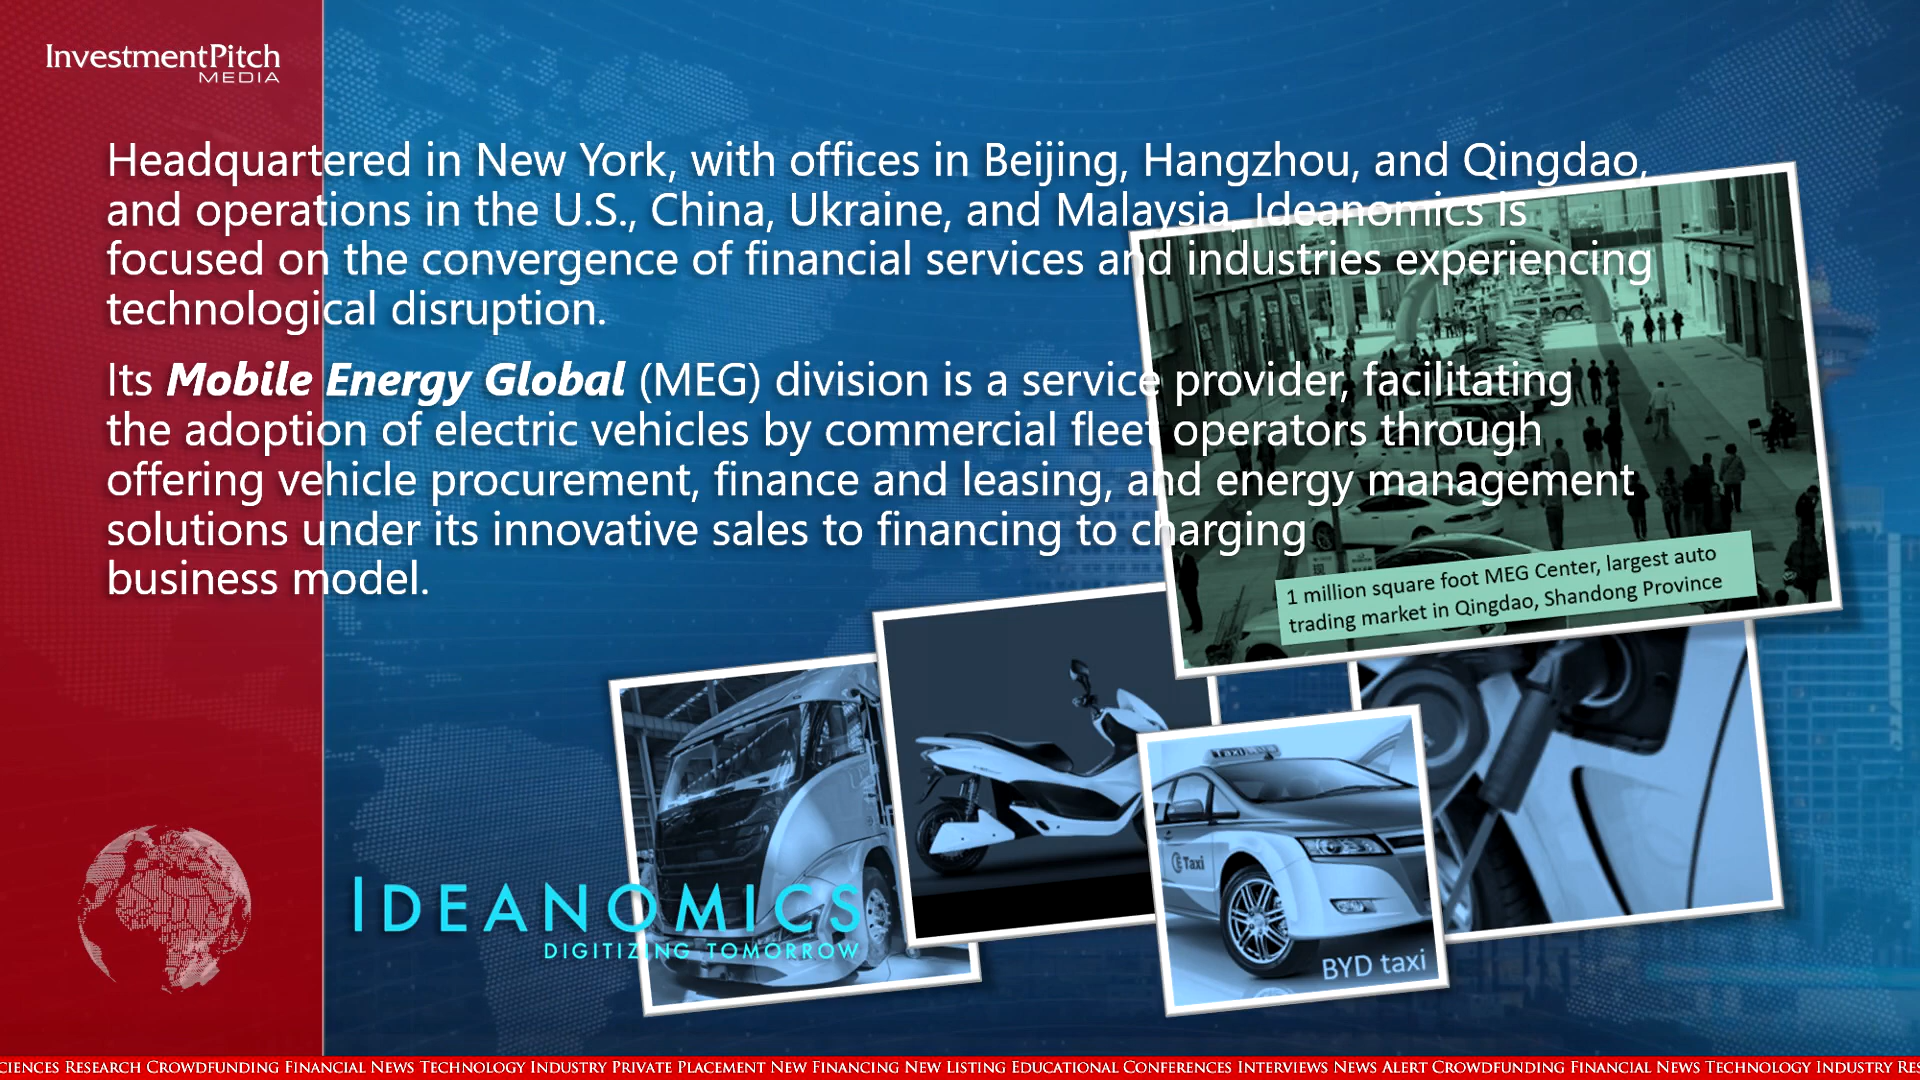 InvestmentPitch
MEDIA
Headquartered in New York, with offices in Beijing, Hangzhou, and Qingdao,
and operations in the U.S., China, Ukraine, and Malaysia, Ideanomics is
focused on the convergence of financial services and industries experiencing
technological disruption.
Its Mobile Energy Global (MEG) division is a service provider, facilitating
the adoption of electric vehicles by commercial fleet operators through
offering vehicle procurement, finance and leasing, and energy management
solutions under its innovative sales to financing to charging
business model.
1 million square foot MEG Center, largest auto
trading market in Qingdao, Shandong Province
Taxi
E Taxi
BYD taxi
IDEANOMICS
DIGITIZING TOMORROW
CIENCES RESEARCH CROWDFUNDING FINANCIAL NEWS TECHNOLOGY INDUSTRY PRIVATE PLACEMENT NEW FINANCING NEW LISTING EDUCATIONAL CONFERENCES INTERVIEWS NEWS ALERT CROWDFUNDING FINANCIAL NEWS TECHNOLOGY INDUSTRY RES